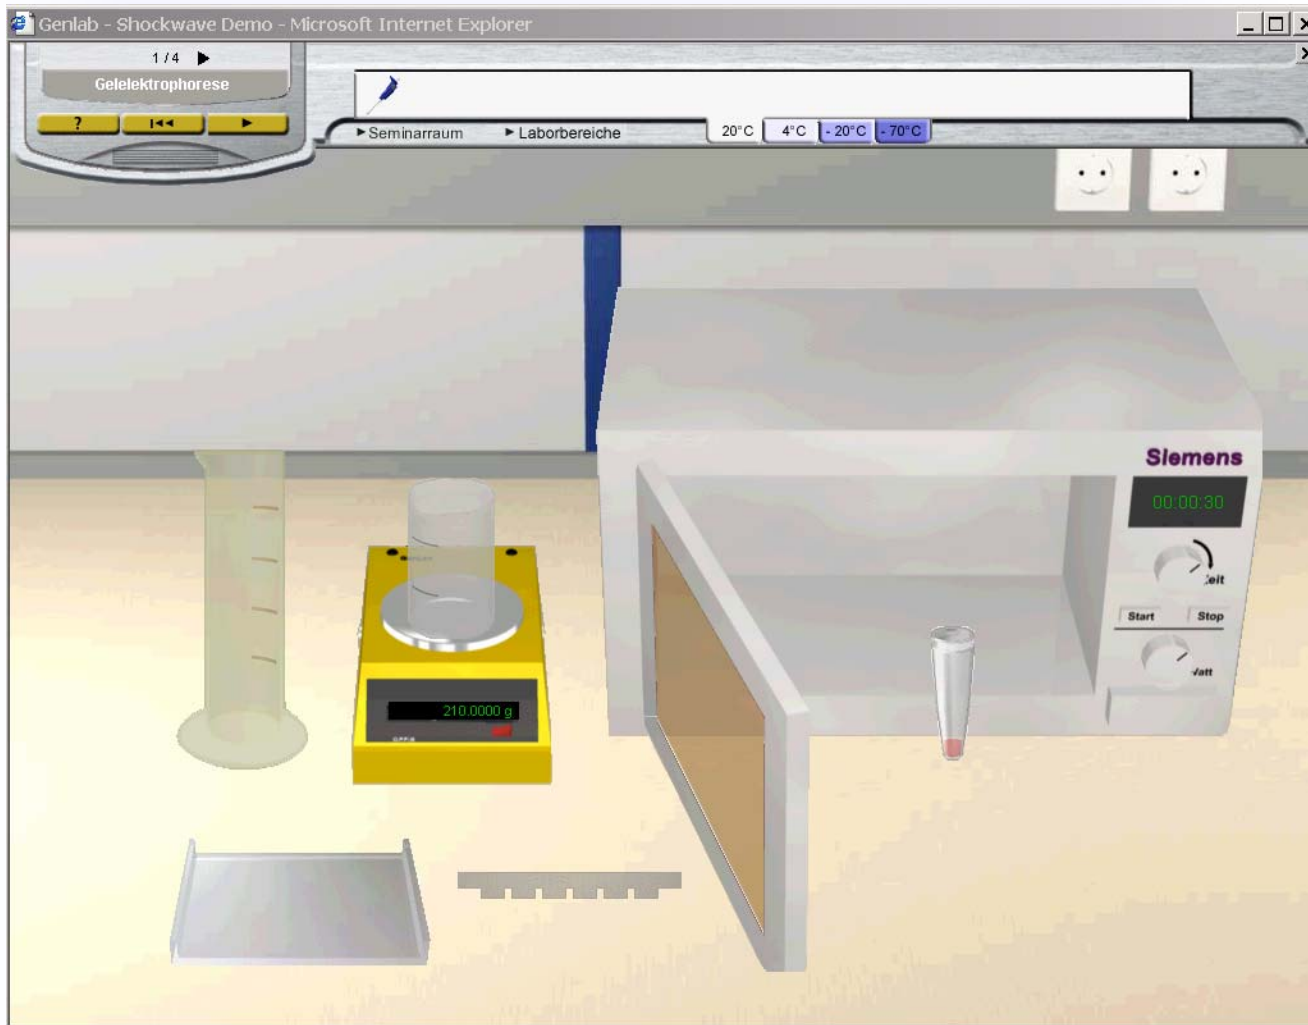 Genlab - Shockwave Demo - Microsoft Internet Explorer
1 / 4
Gelelektrophorese
?
Seminarraum
Laborbereiche
20°C
4°C
- 20°C
- 70°C
Siemens
00:00:30
Start
Stop
210.0000 g